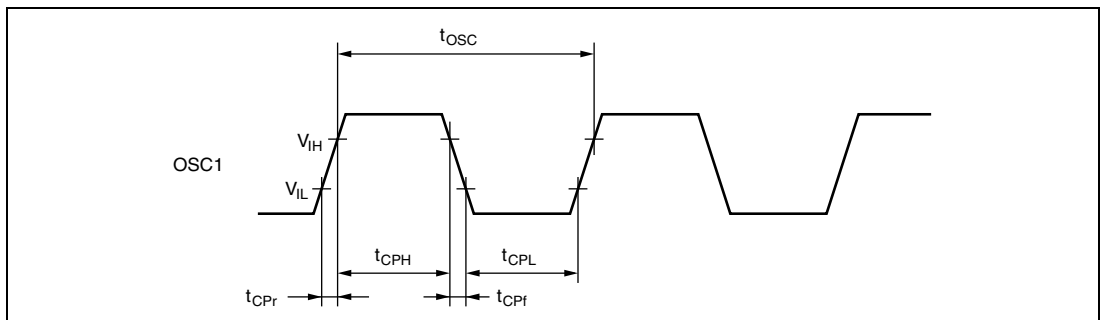 tOSC
VIH
OSC1
VIL
tCPH
tCPL
tCPr
tCPf